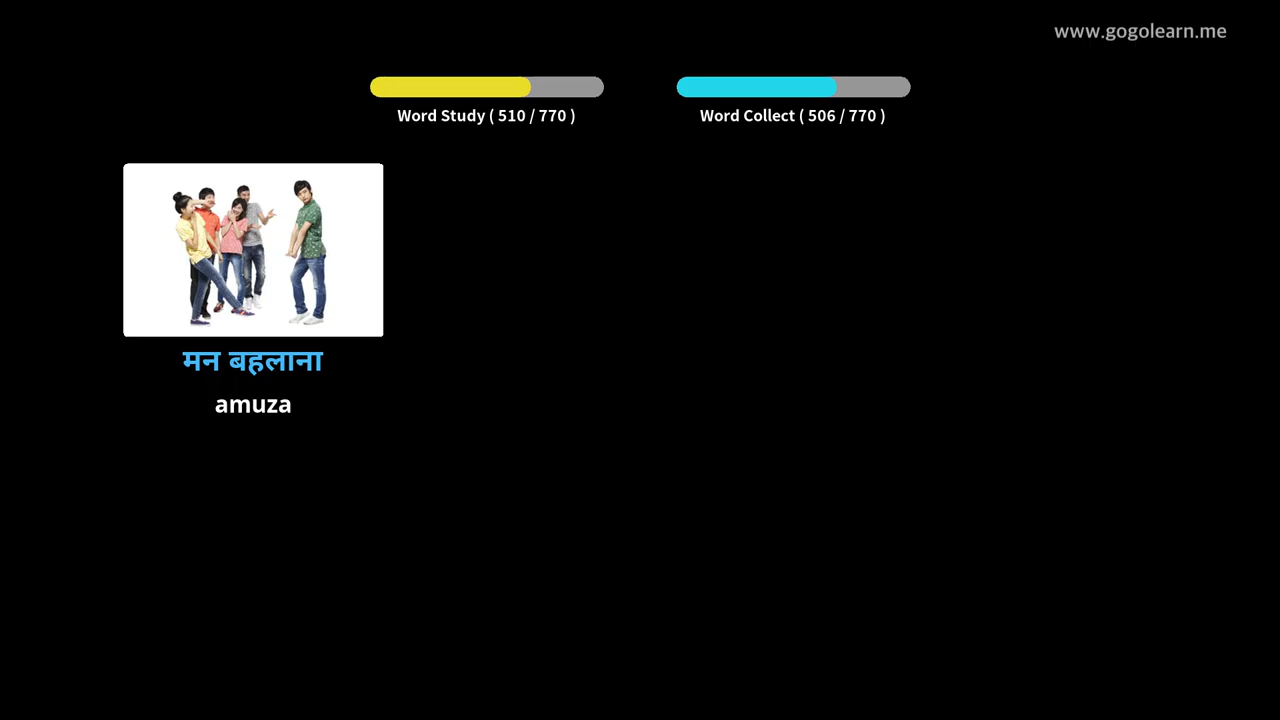 www.gogolearn.me
Word Study ( 510 / 770 )
Word Collect ( 506 / 770 )
मन बहलाना
amuza